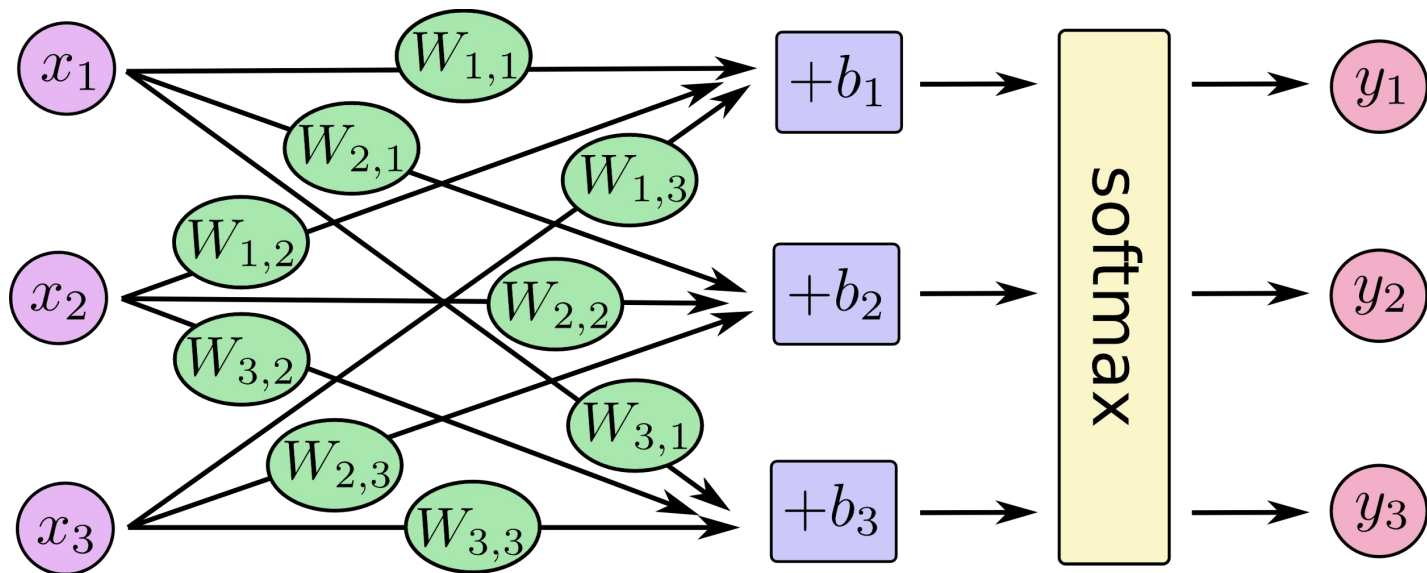 x₁ W₁,₁ +b₁ y₁
W₂,₁
W₁,₃
W₁,₂
softmax
x₂ W₂,₂ +b₂ y₂
W₃,₂
W₃,₁
W₂,₃
x₃ W₃,₃ +b₃ y₃